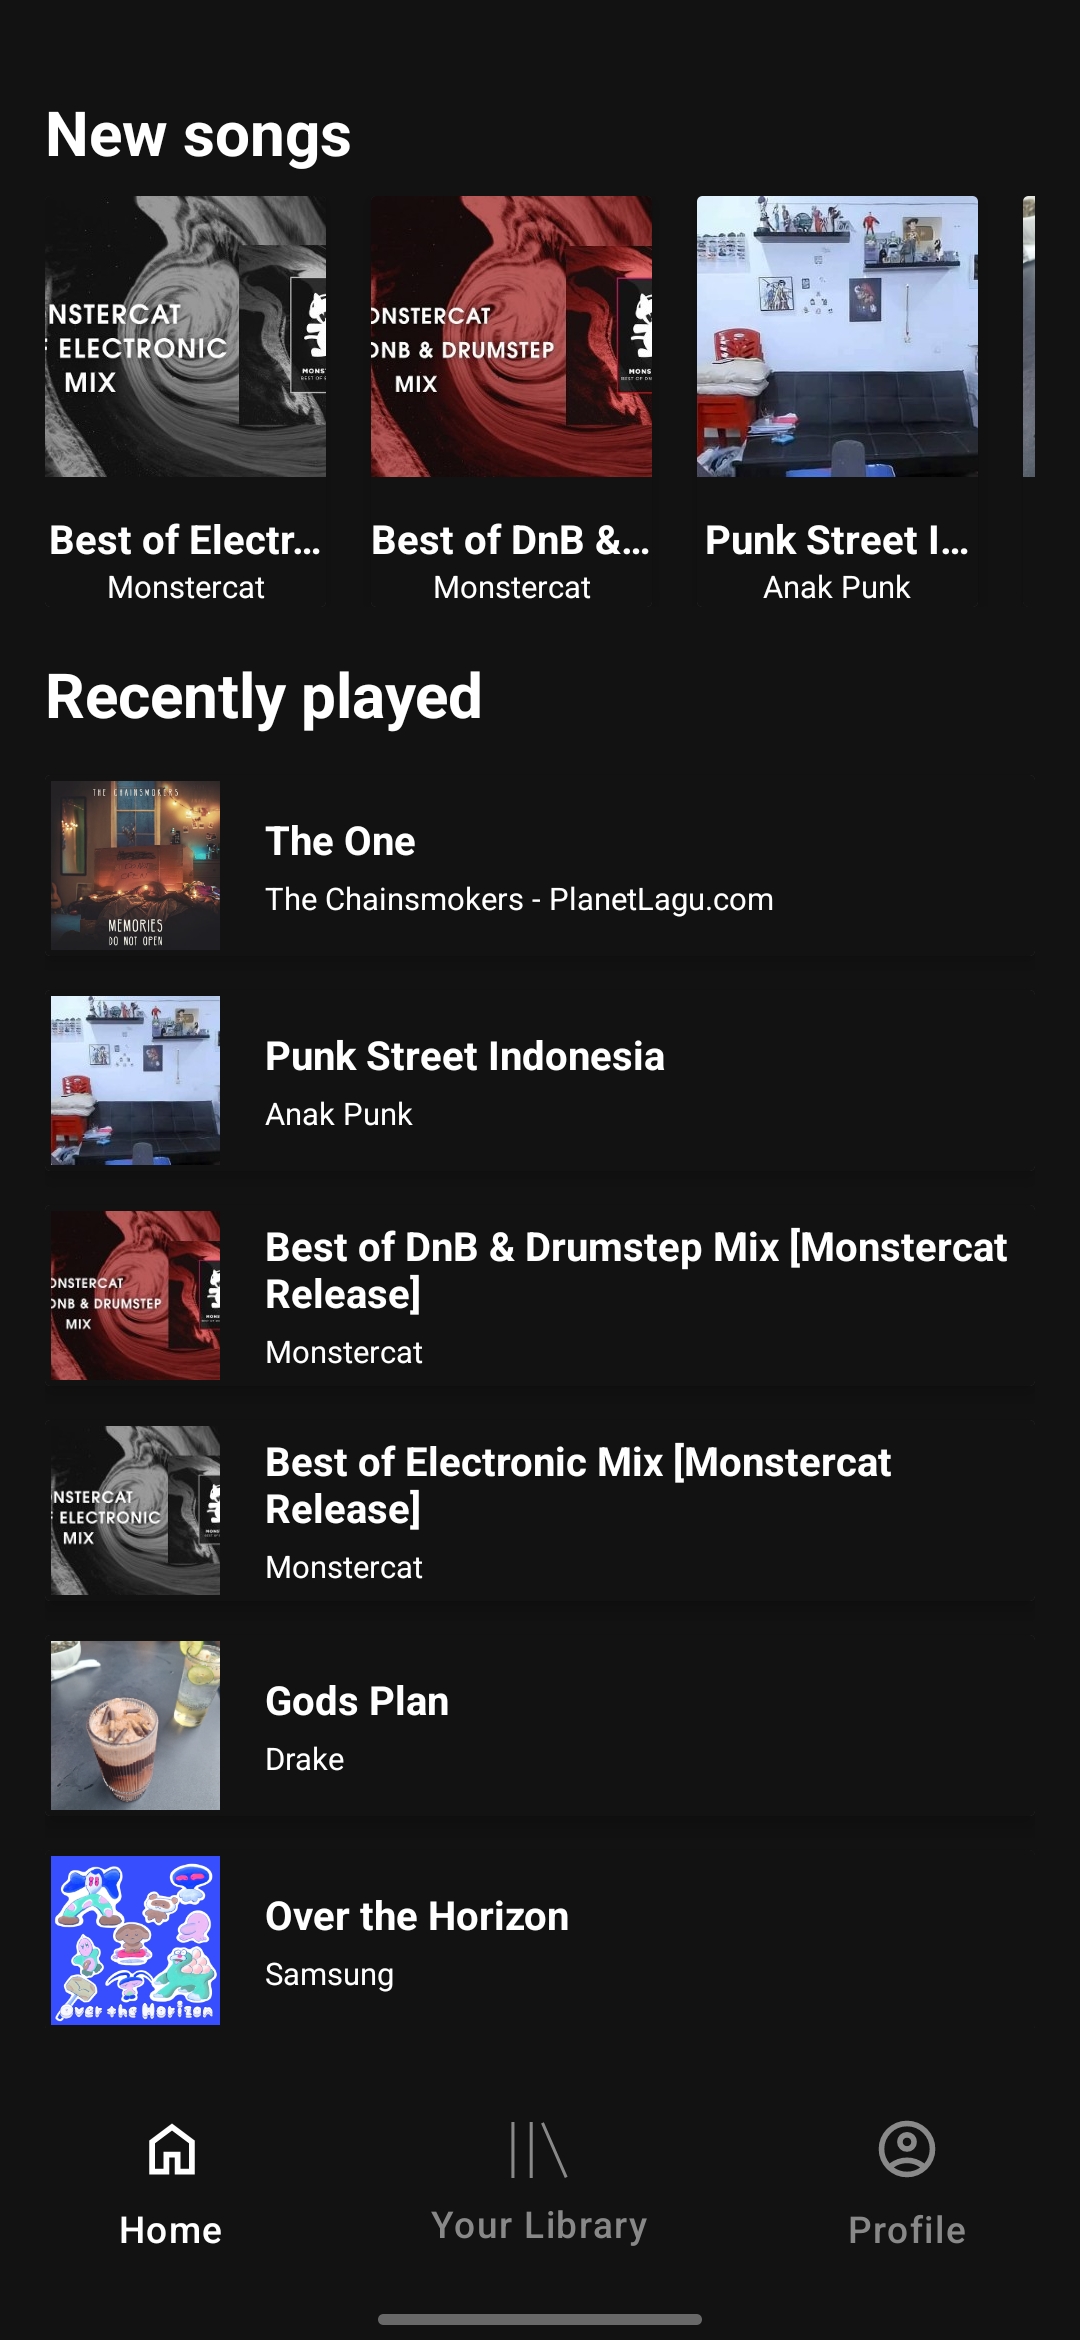 New songs
NSTERCAT
ELECTRONIC
MIX
ONSTERCAT
ONB & DRUMSTEP
MIX
Best of Electr...
Monstercat
Best of DnB &...
Monstercat
Punk Street I...
Anak Punk
Recently played
THE CHAINSMOKERS
MEMORIES
DO NOT OPEN
The One
The Chainsmokers - PlanetLagu.com
Punk Street Indonesia
Anak Punk
ONSTERCAT
ONB & DRUMSTEP
MIX
Best of DnB & Drumstep Mix [Monstercat
Release]
Monstercat
NSTERCAT
ELECTRONIC
MIX
Best of Electronic Mix [Monstercat
Release]
Monstercat
Gods Plan
Drake
Over the Horizon
Over the Horizon
Samsung
Home
Your Library
Profile